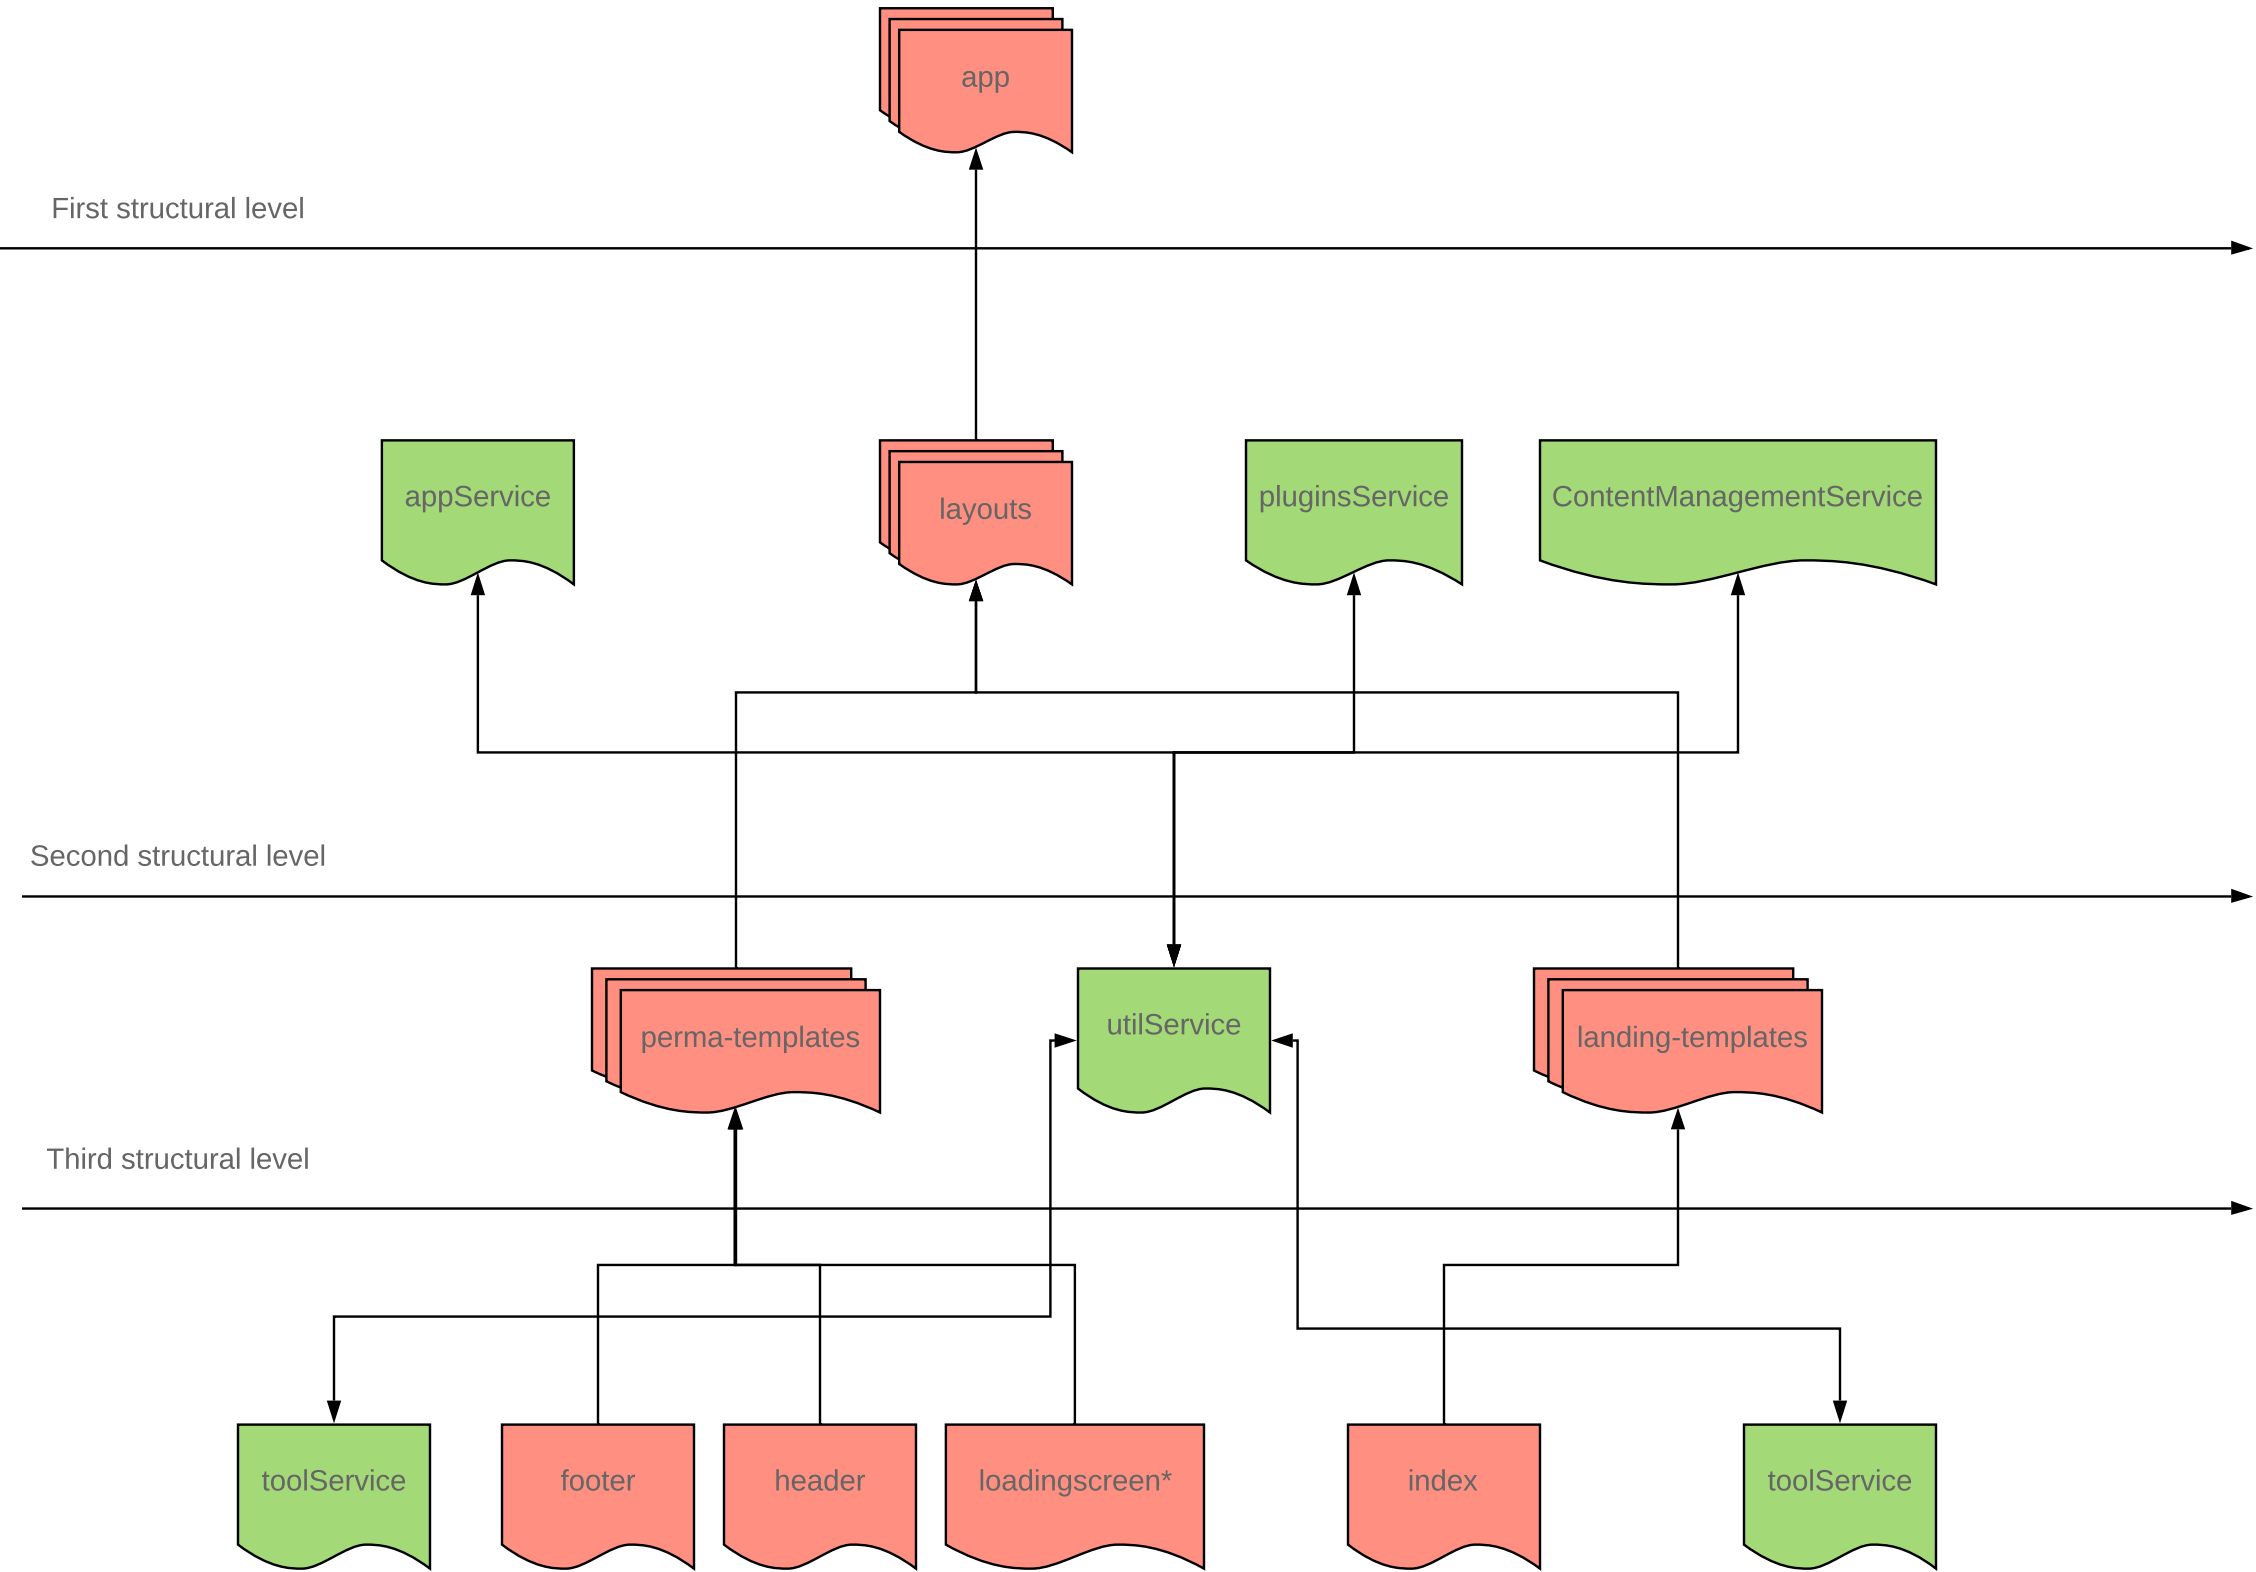 app
First structural level
appService
layouts
pluginsService
ContentManagementService
Second structural level
perma-templates
utilService
landing-templates
Third structural level
toolService
footer
header
loadingscreen*
index
toolService